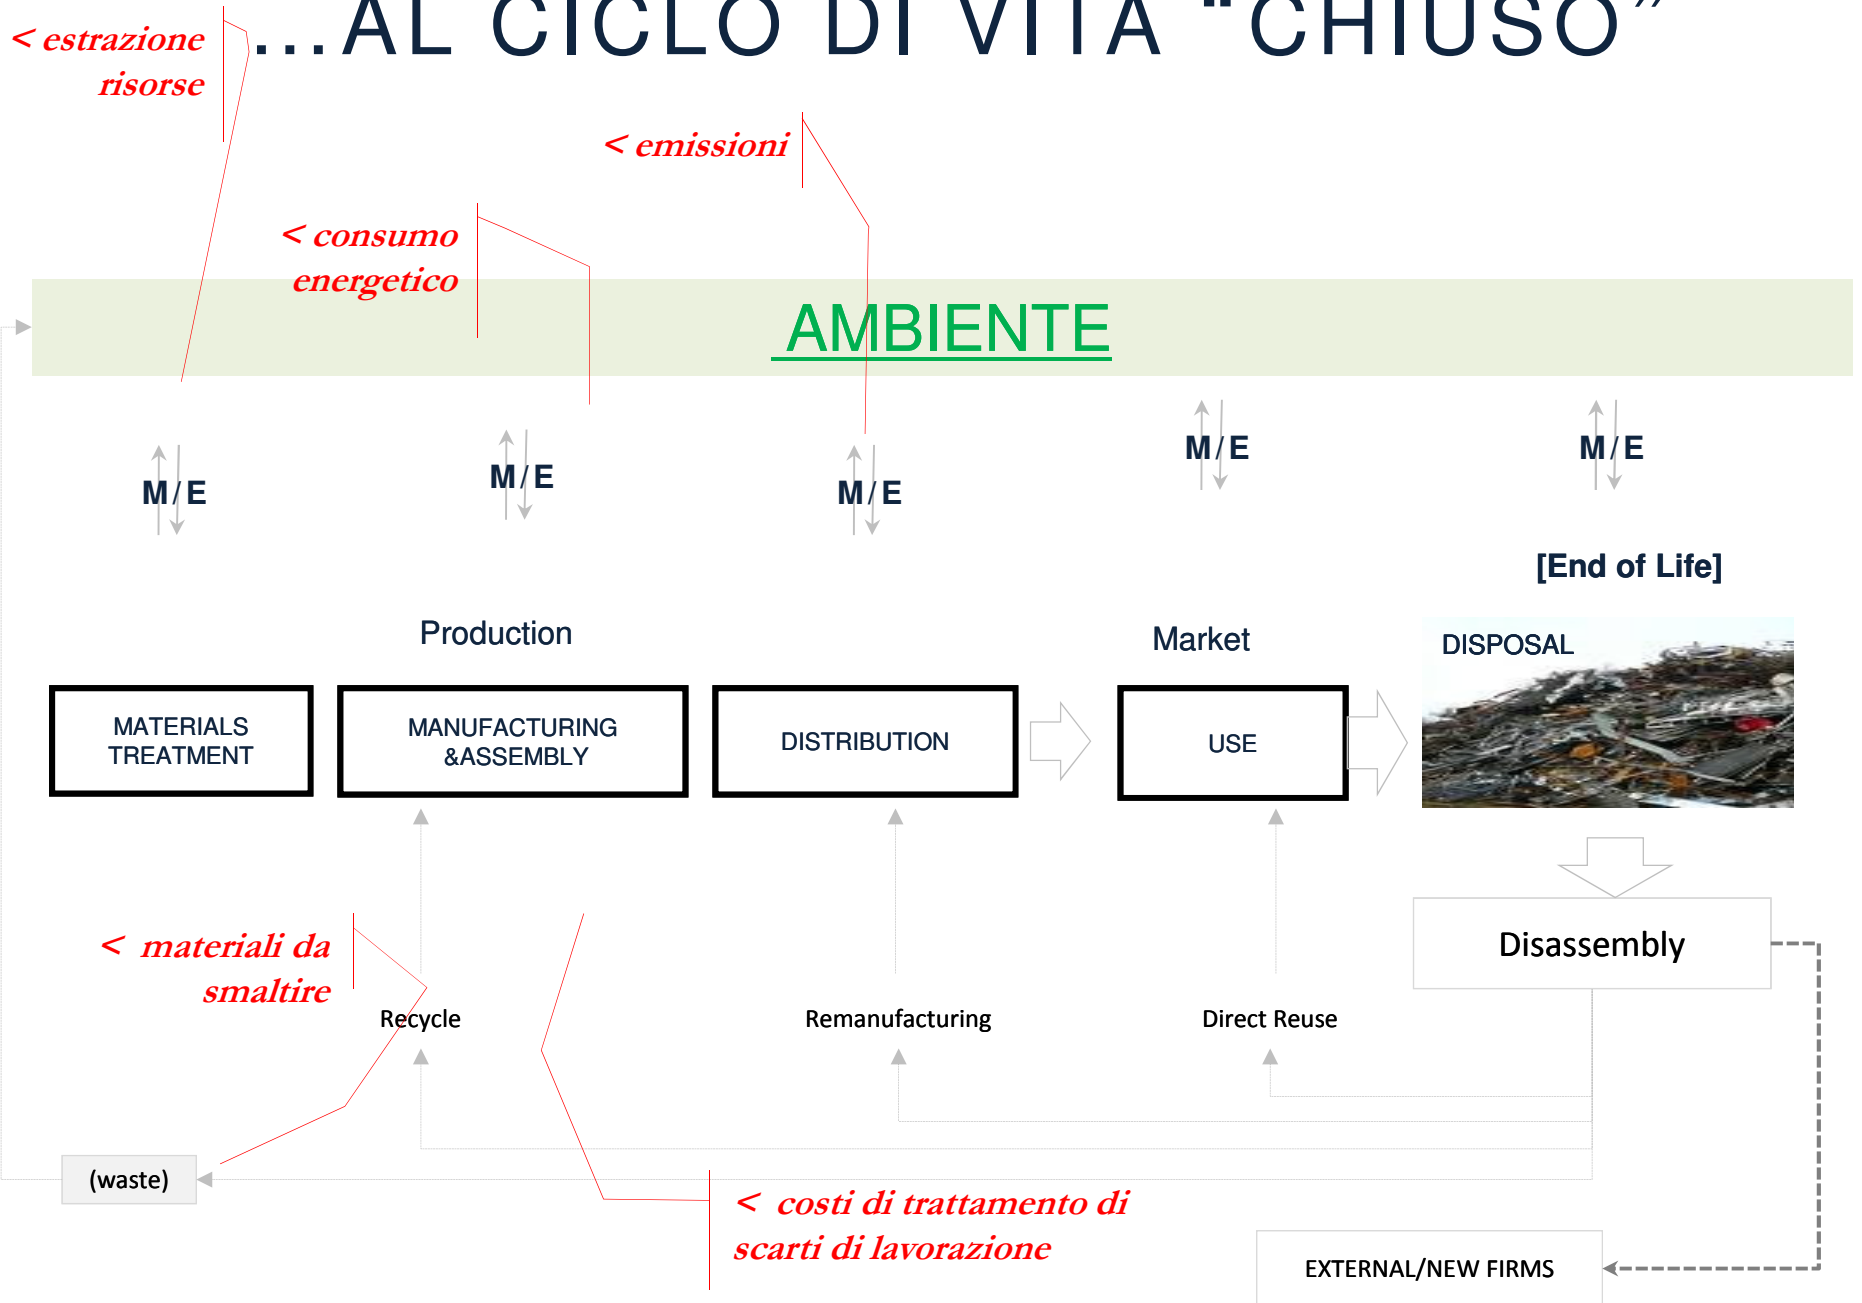 ...AL CICLO DI VITA “CHIUSO”
< estrazione
risorse
< emissioni
< consumo
energetico
AMBIENTE
M/E
M/E
M/E
M/E
M/E
[End of Life]
Production
Market
DISPOSAL
MATERIALS
TREATMENT
MANUFACTURING
&ASSEMBLY
DISTRIBUTION
USE
< materiali da
smaltire
Disassembly
Recycle
Remanufacturing
Direct Reuse
(waste)
< costi di trattamento di
scarti di lavorazione
EXTERNAL/NEW FIRMS